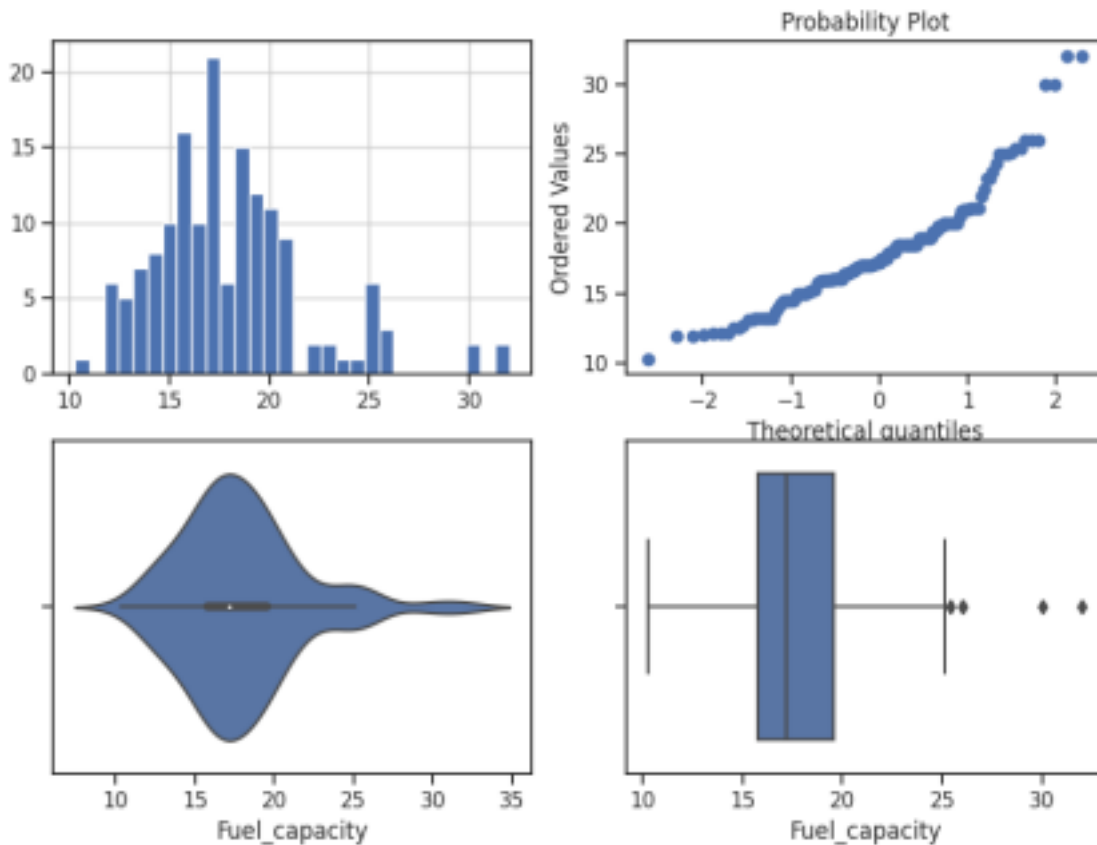 20
15
10
5
0
10 15 20 25 30
Probability Plot
Ordered Values
30
25
20
15
10
−2 −1 0 1 2
Theoretical quantiles
10 15 20 25 30 35
Fuel_capacity
10 15 20 25 30
Fuel_capacity